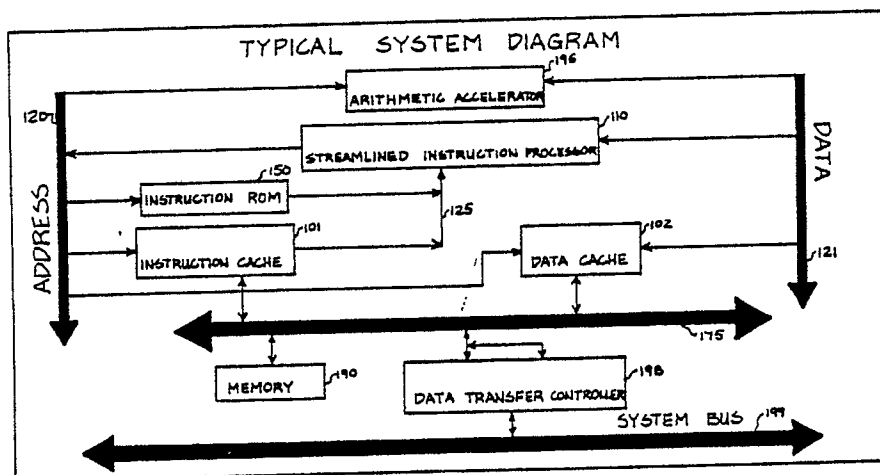 TYPICAL SYSTEM DIAGRAM
196
ARITHMETIC ACCELERATOR
120
110
STREAMLINED INSTRUCTION PROCESSOR
DATA
ADDRESS
150
INSTRUCTION ROM
125
101
INSTRUCTION CACHE
102
DATA CACHE
121
175
MEMORY
190
DATA TRANSFER CONTROLLER
198
SYSTEM BUS
199